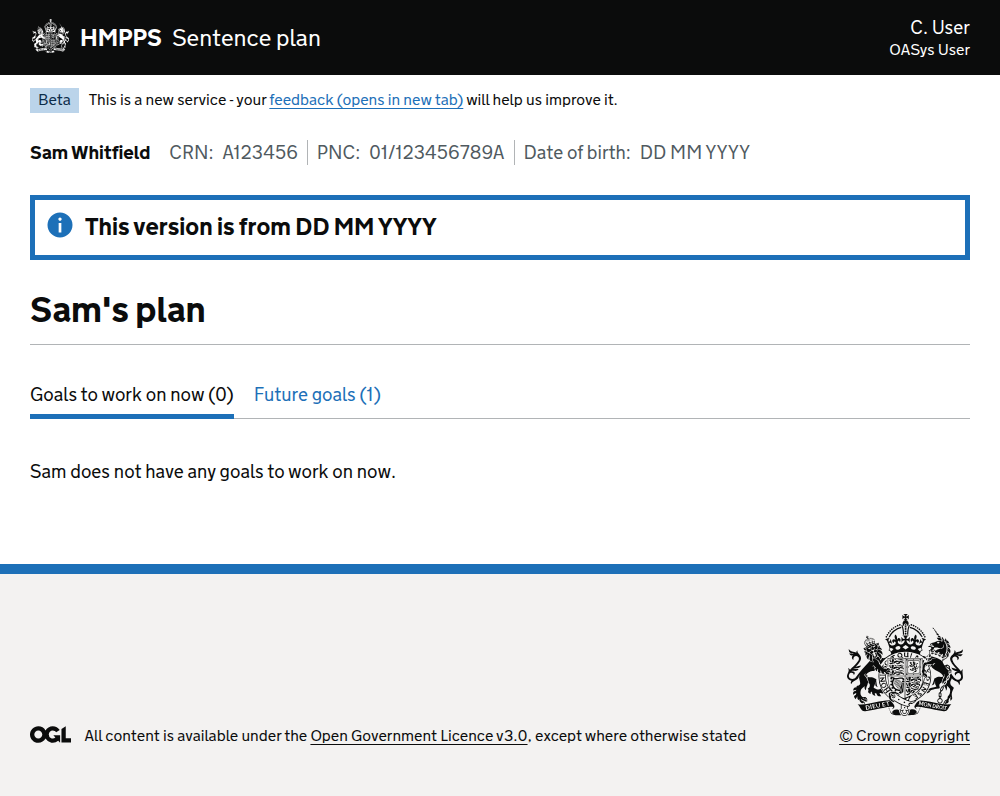 HMPPS Sentence plan
C. User
OASys User
Beta This is a new service - your feedback (opens in new tab) will help us improve it.
Sam Whitfield CRN: A123456 PNC: 01/123456789A Date of birth: DD MM YYYY
This version is from DD MM YYYY
Sam's plan
Goals to work on now (0) Future goals (1)
Sam does not have any goals to work on now.
OGL All content is available under the Open Government Licence v3.0, except where otherwise stated
DIEU ET MON DROIT
© Crown copyright